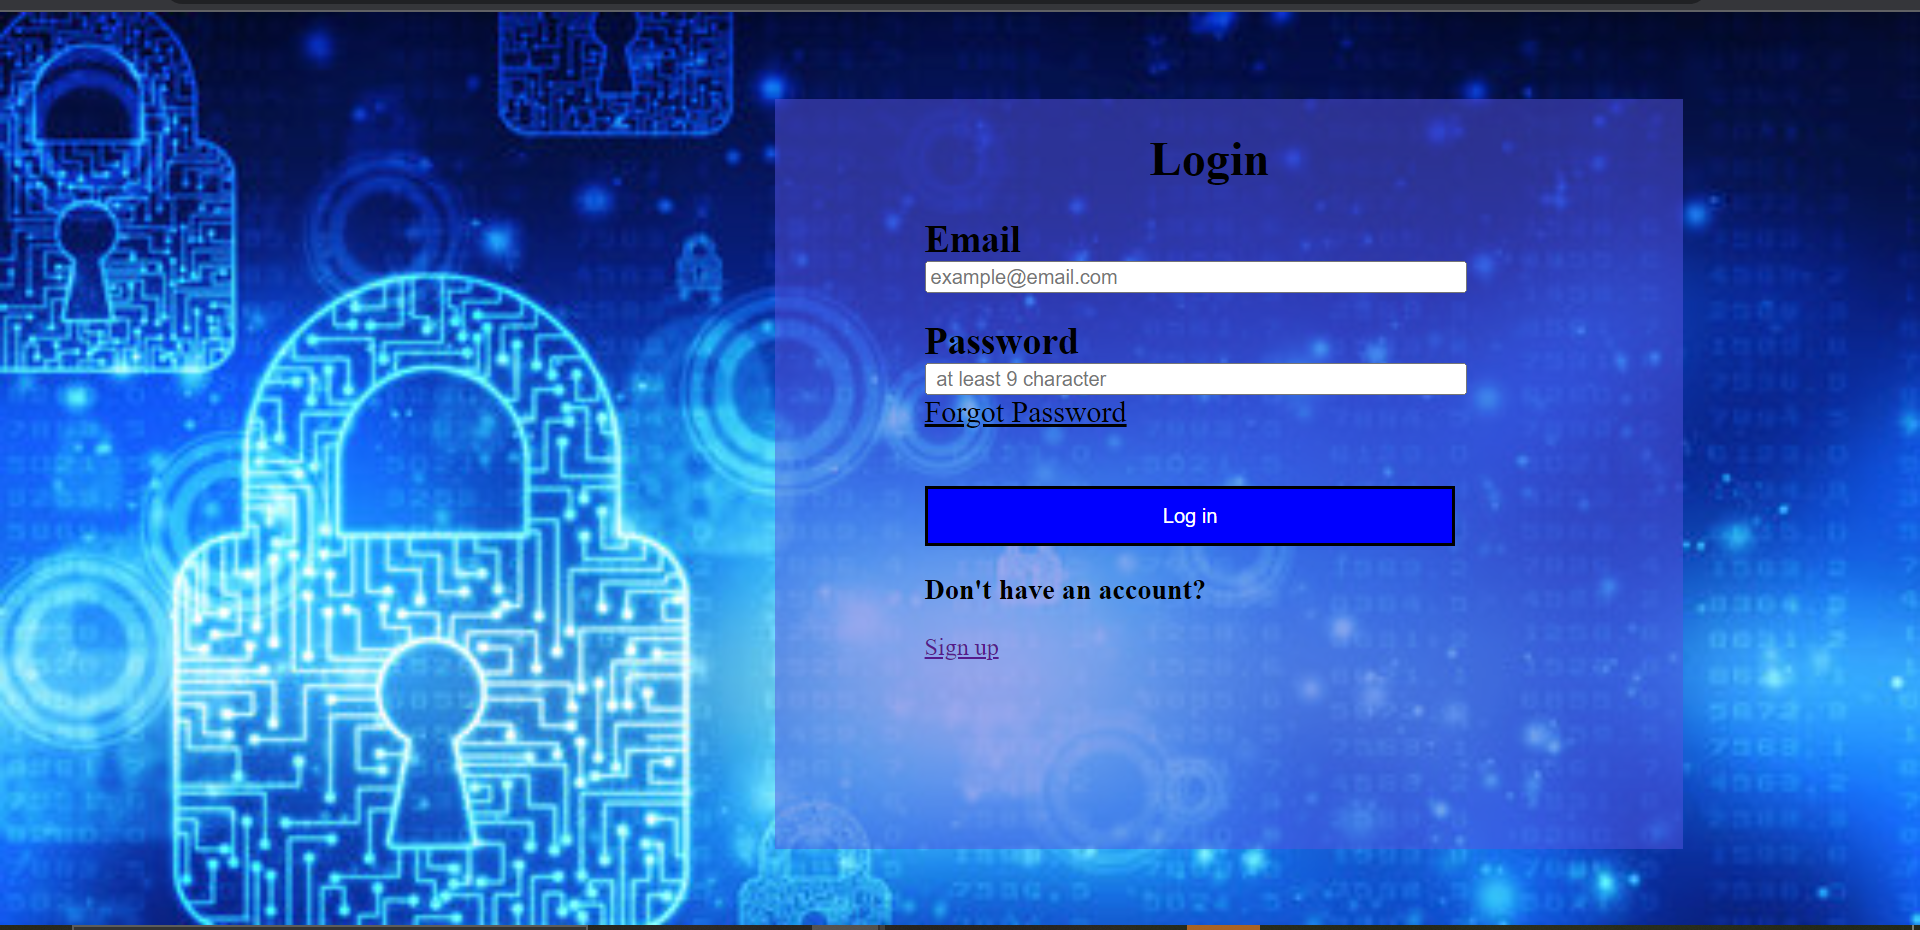 Login
Email
example@email.com
Password
at least 9 character
Forgot Password
Log in
Don't have an account?
Sign up